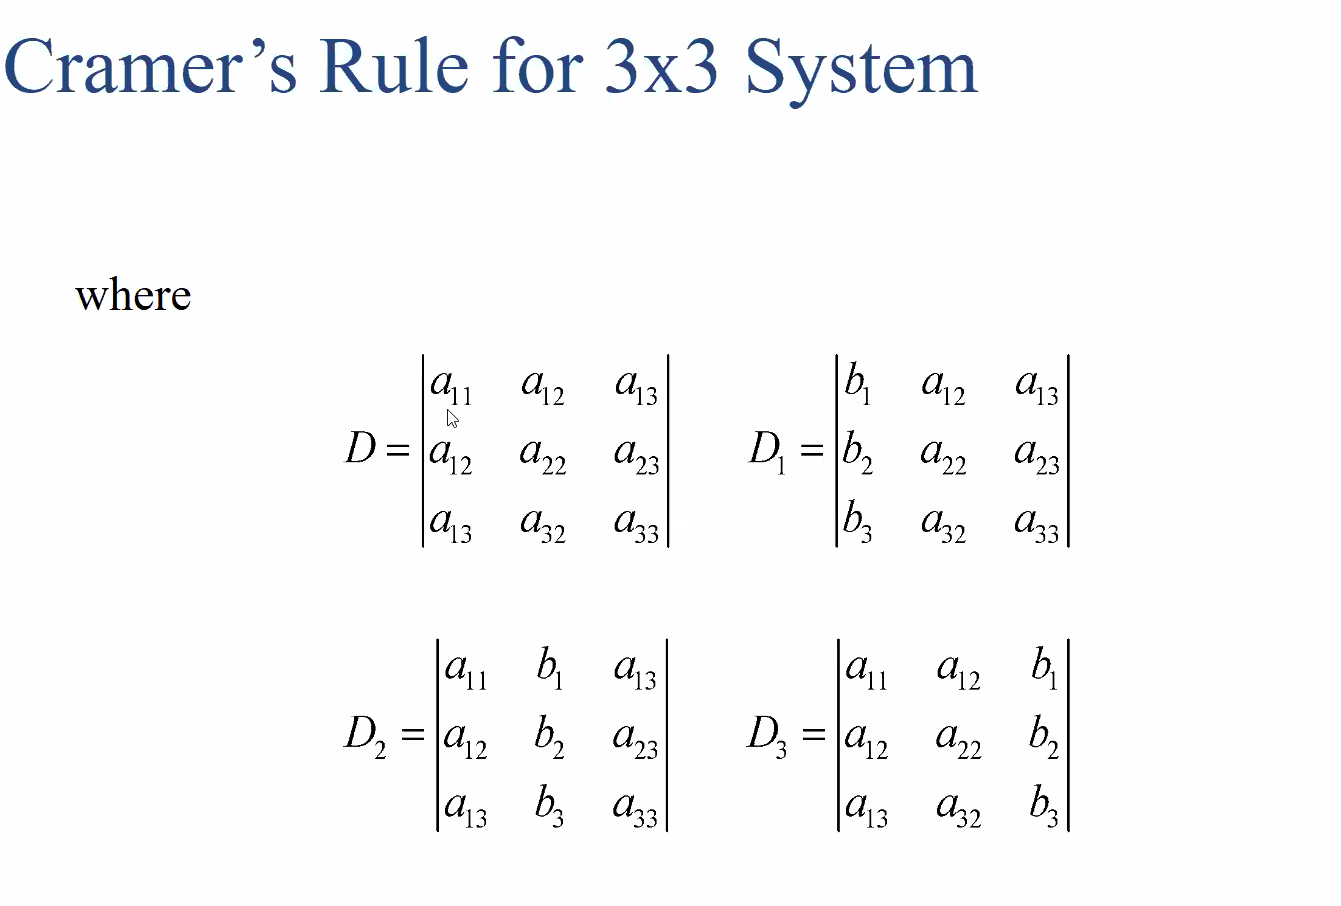 Cramer’s Rule for 3x3 System
where
D = | a₁₁ a₁₂ a₁₃ | D₁ = | b₁ a₁₂ a₁₃ |
| a₁₂ a₂₂ a₂₃ | | b₂ a₂₂ a₂₃ |
| a₁₃ a₃₂ a₃₃ | | b₃ a₃₂ a₃₃ |
D₂ = | a₁₁ b₁ a₁₃ | D₃ = | a₁₁ a₁₂ b₁ |
| a₁₂ b₂ a₂₃ | | a₁₂ a₂₂ b₂ |
| a₁₃ b₃ a₃₃ | | a₁₃ a₃₂ b₃ |